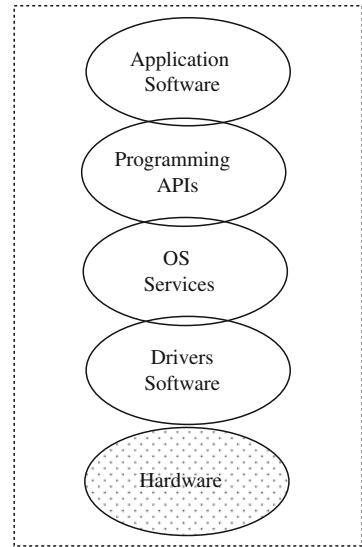 Application
Software
Programming
APIs
OS
Services
Drivers
Software
Hardware